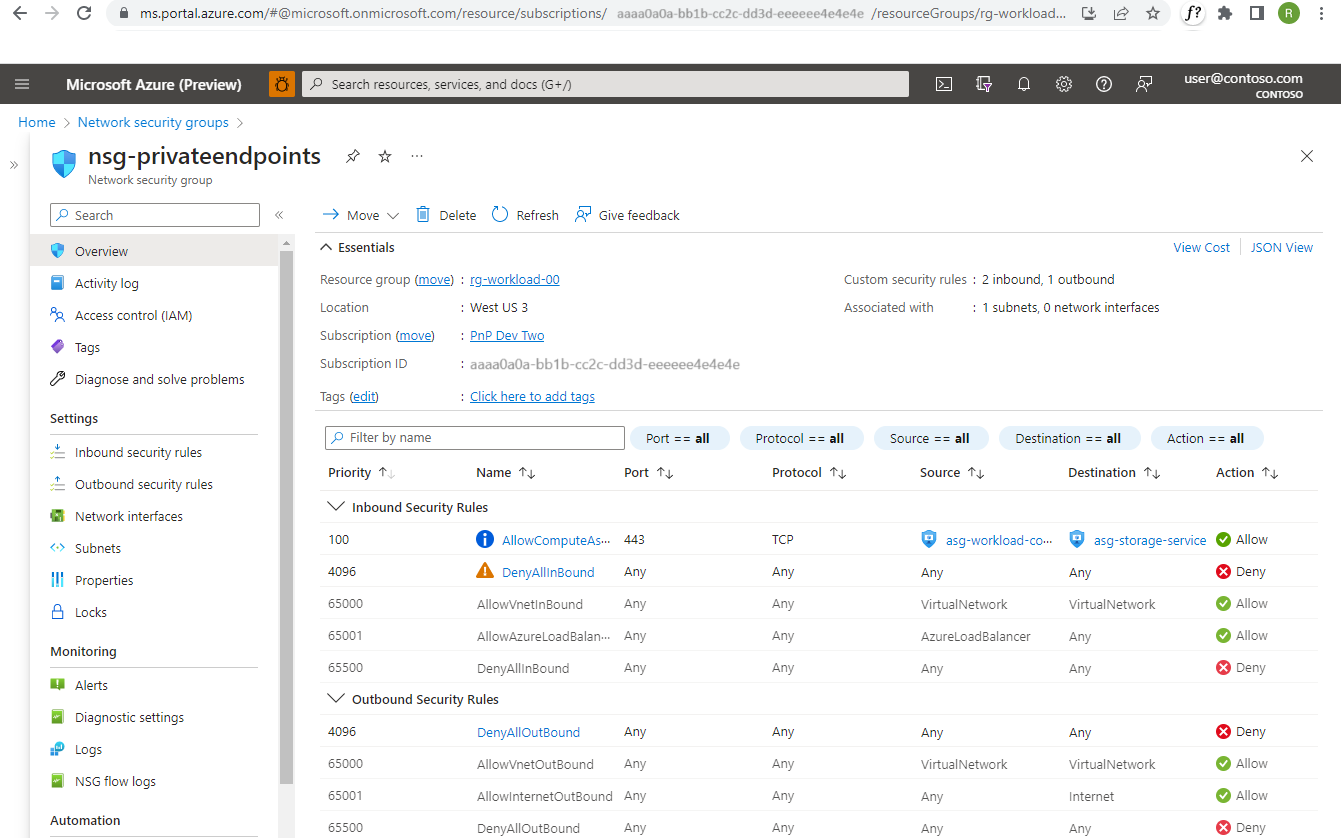 ms.portal.azure.com/#@microsoft.onmicrosoft.com/resource/subscriptions/ aaaa0a0a-bb1b-cc2c-dd3d-eeeeee4e4e4e /resourceGroups/rg-workload... f? R
Microsoft Azure (Preview) Search resources, services, and docs (G+/) user@contoso.com
CONTOSO
Home > Network security groups >
nsg-privateendpoints ...
Network security group
Search «
Move Delete Refresh Give feedback
Overview
Activity log
Access control (IAM)
Tags
Diagnose and solve problems
Settings
Inbound security rules
Outbound security rules
Network interfaces
Subnets
Properties
Locks
Monitoring
Alerts
Diagnostic settings
Logs
NSG flow logs
Automation
Essentials View Cost JSON View
Resource group (move) : rg-workload-00 Custom security rules : 2 inbound, 1 outbound
Location : West US 3 Associated with : 1 subnets, 0 network interfaces
Subscription (move) : PnP Dev Two
Subscription ID : aaaa0a0a-bb1b-cc2c-dd3d-eeeeee4e4e4e
Tags (edit) : Click here to add tags
Filter by name Port == all Protocol == all Source == all Destination == all Action == all
Priority Name Port Protocol Source Destination Action
Inbound Security Rules
100 AllowComputeAs... 443 TCP asg-workload-co... asg-storage-service Allow
4096 DenyAllInBound Any Any Any Any Deny
65000 AllowVnetInBound Any Any VirtualNetwork VirtualNetwork Allow
65001 AllowAzureLoadBalan... Any Any AzureLoadBalancer Any Allow
65500 DenyAllInBound Any Any Any Any Deny
Outbound Security Rules
4096 DenyAllOutBound Any Any Any Any Deny
65000 AllowVnetOutBound Any Any VirtualNetwork VirtualNetwork Allow
65001 AllowInternetOutBound Any Any Any Internet Allow
65500 DenyAllOutBound Any Any Any Any Deny